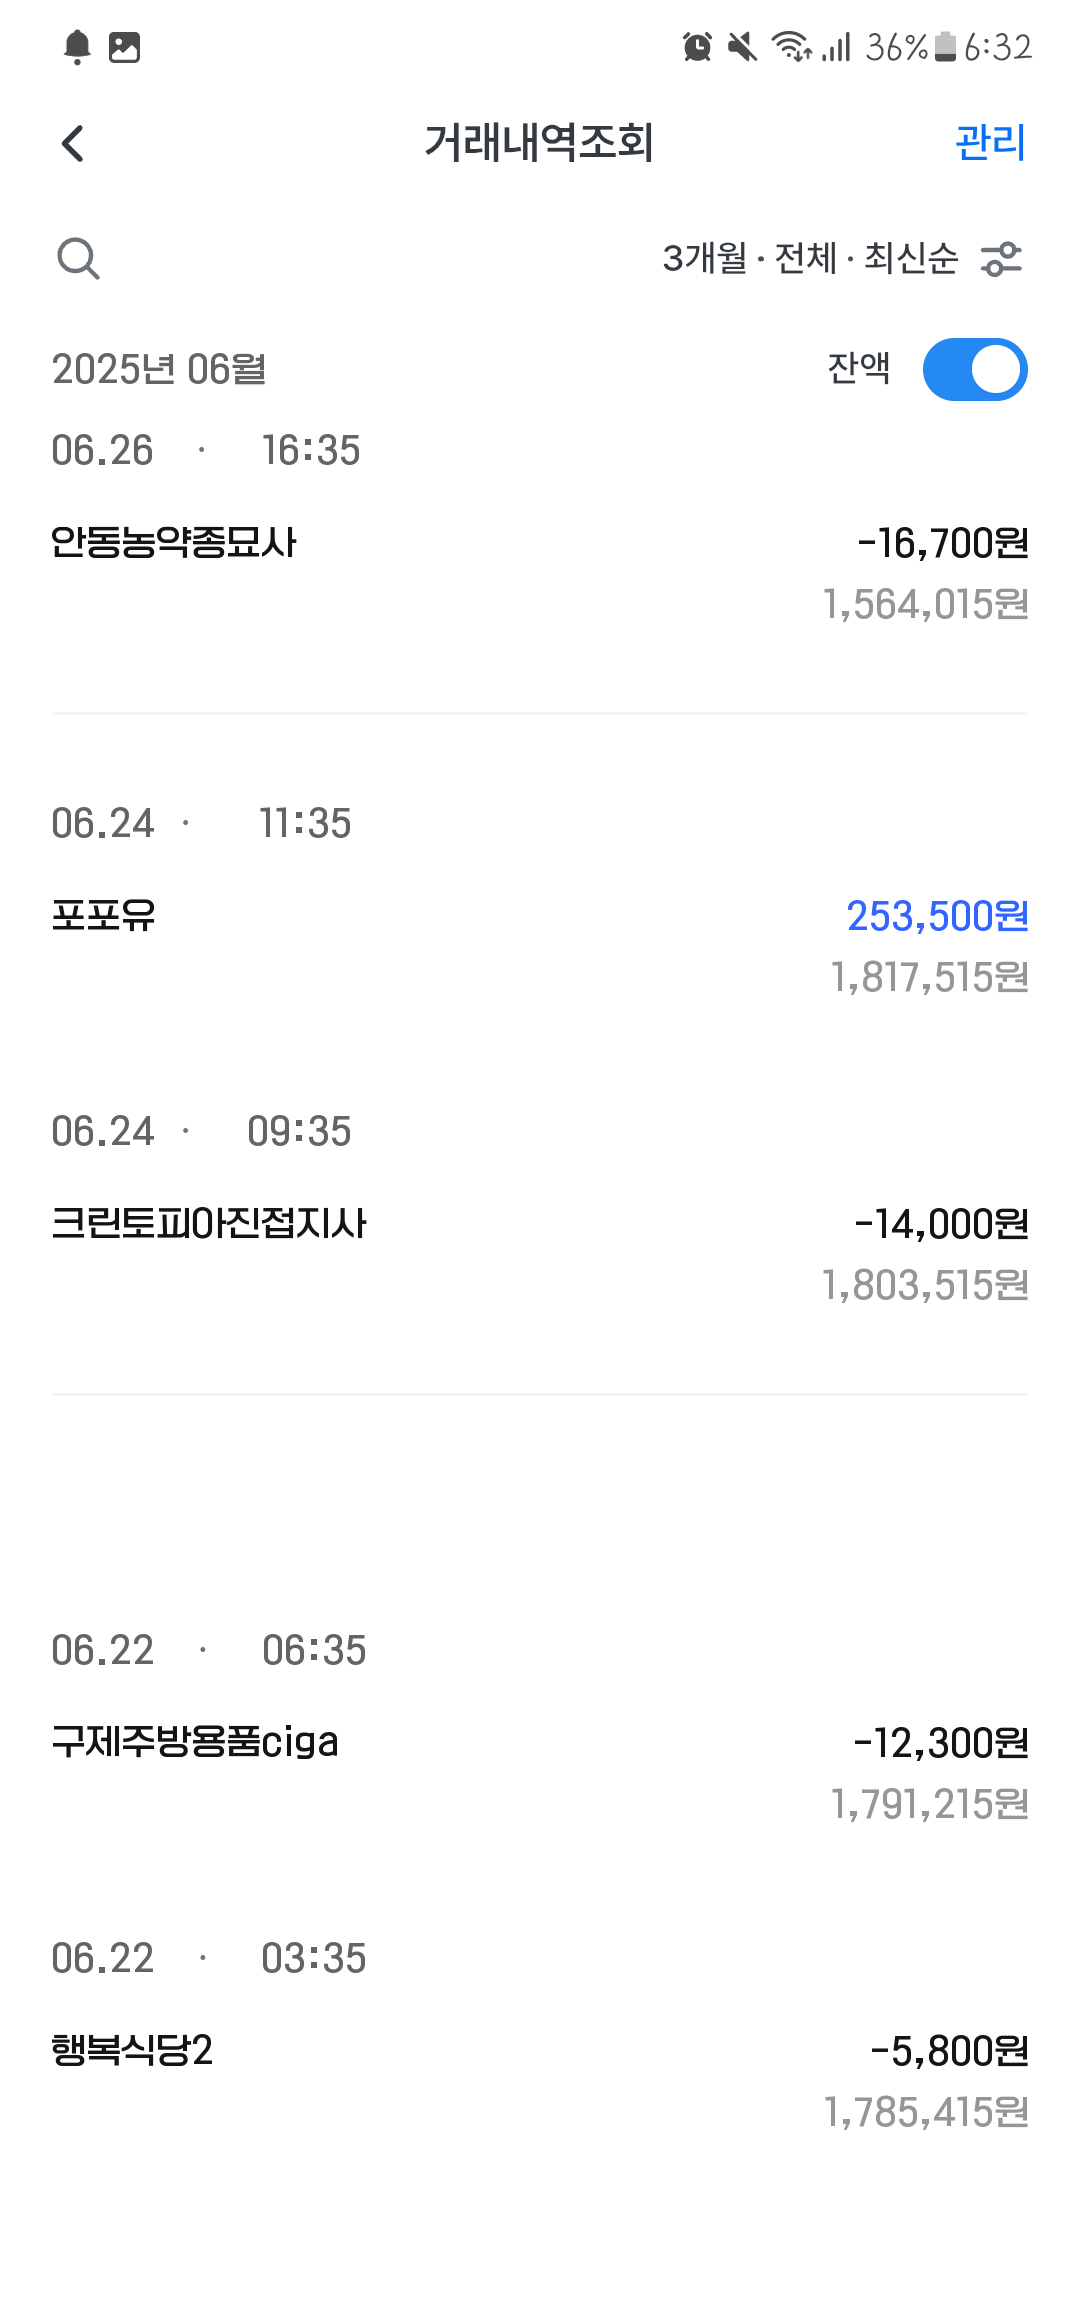 36% 6:32
거래내역조회 관리
3개월 · 전체 · 최신순
2025년 06월 잔액
06.26 · 16:35
안동농약종묘사 -16,700원
1,564,015원
06.24 · 11:35
포포유 253,500원
1,817,515원
06.24 · 09:35
크린토피아진접지사 -14,000원
1,803,515원
06.22 · 06:35
구제주방용품ciga -12,300원
1,791,215원
06.22 · 03:35
행복식당2 -5,800원
1,785,415원